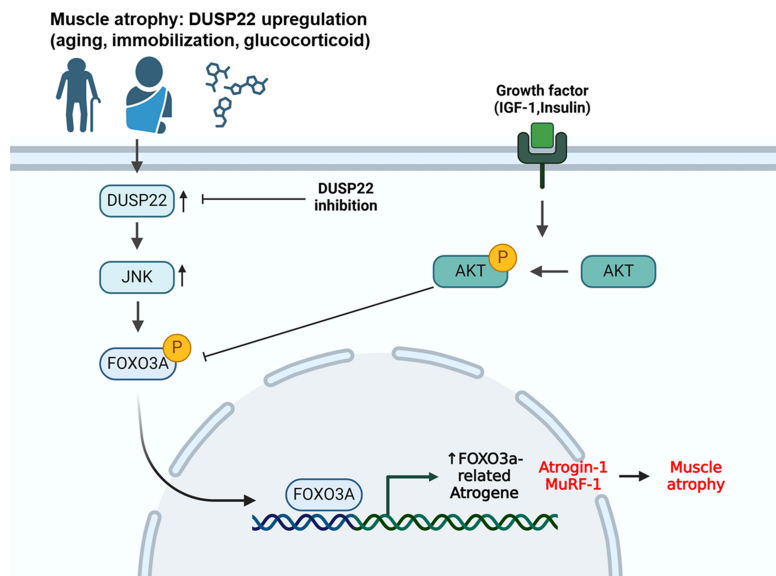 Muscle atrophy: DUSP22 upregulation
(aging, immobilization, glucocorticoid)
Growth factor
(IGF-1,Insulin)
DUSP22
DUSP22
inhibition
JNK
AKT
P
AKT
FOXO3A
P
FOXO3A
↑FOXO3a-
related
Atrogene
Atrogin-1
MuRF-1
Muscle
atrophy